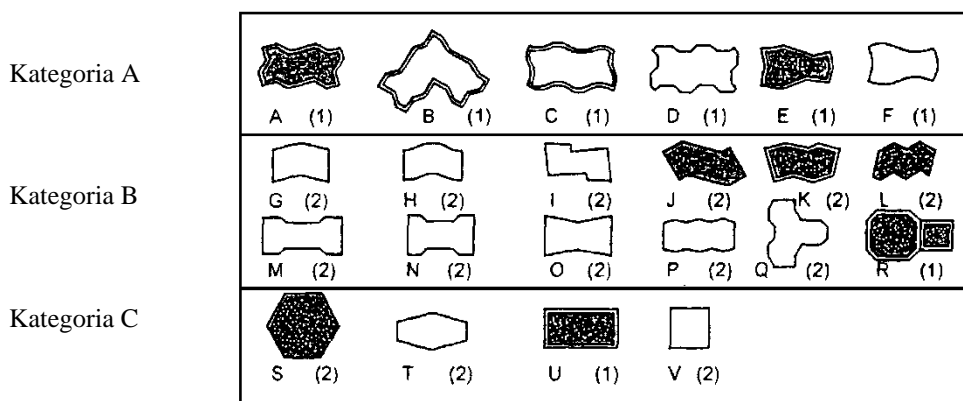 Kategoria A
A (1) B (1) C (1) D (1) E (1) F (1)
Kategoria B
G (2) H (2) I (2) J (2) K (2) L (2)
M (2) N (2) O (2) P (2) Q (2) R (1)
Kategoria C
S (2) T (2) U (1) V (2)